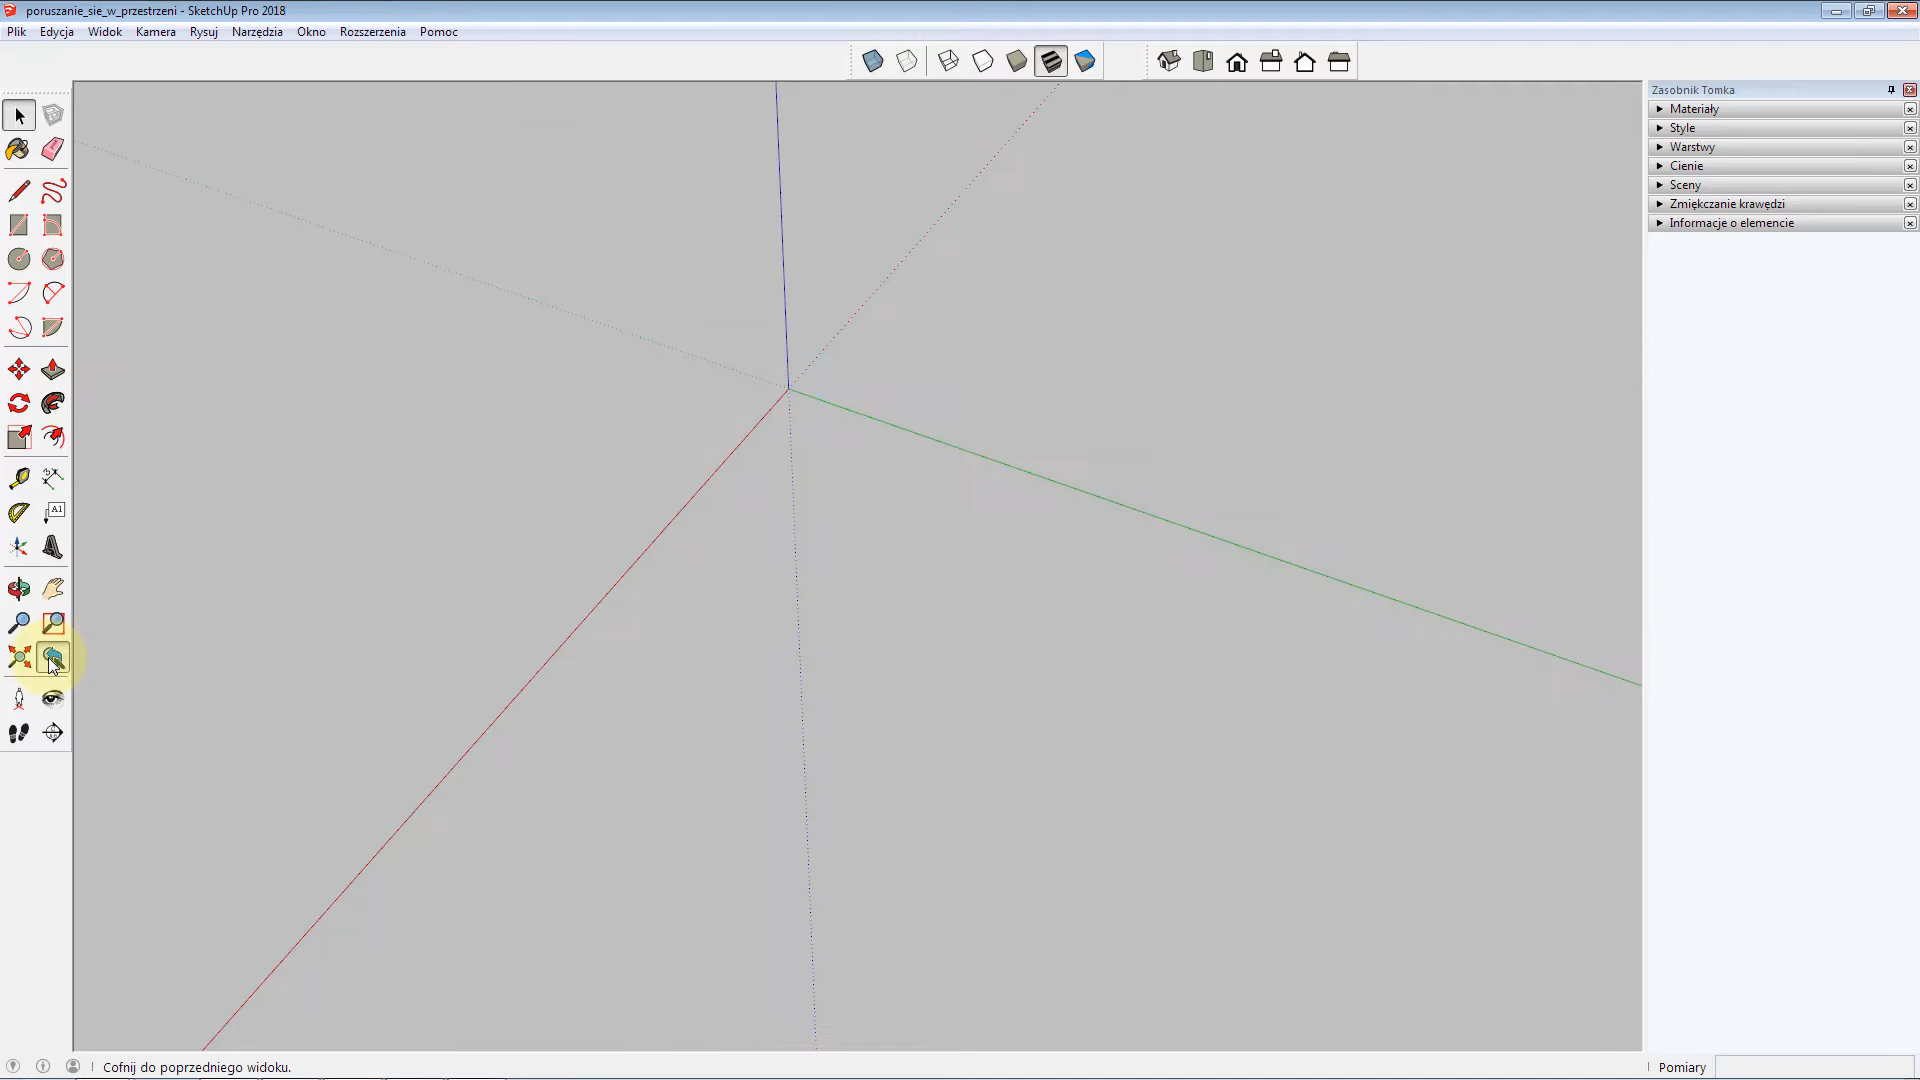 poruszanie_sie_w_przestrzeni - SketchUp Pro 2018
Plik Edycja Widok Kamera Rysuj Narzędzia Okno Rozszerzenia Pomoc
Zasobnik Tomka
Materiały
Style
Warstwy
Cienie
Sceny
Zmiękczanie krawędzi
Informacje o elemencie
A1
Cofnij do poprzedniego widoku.
Pomiary